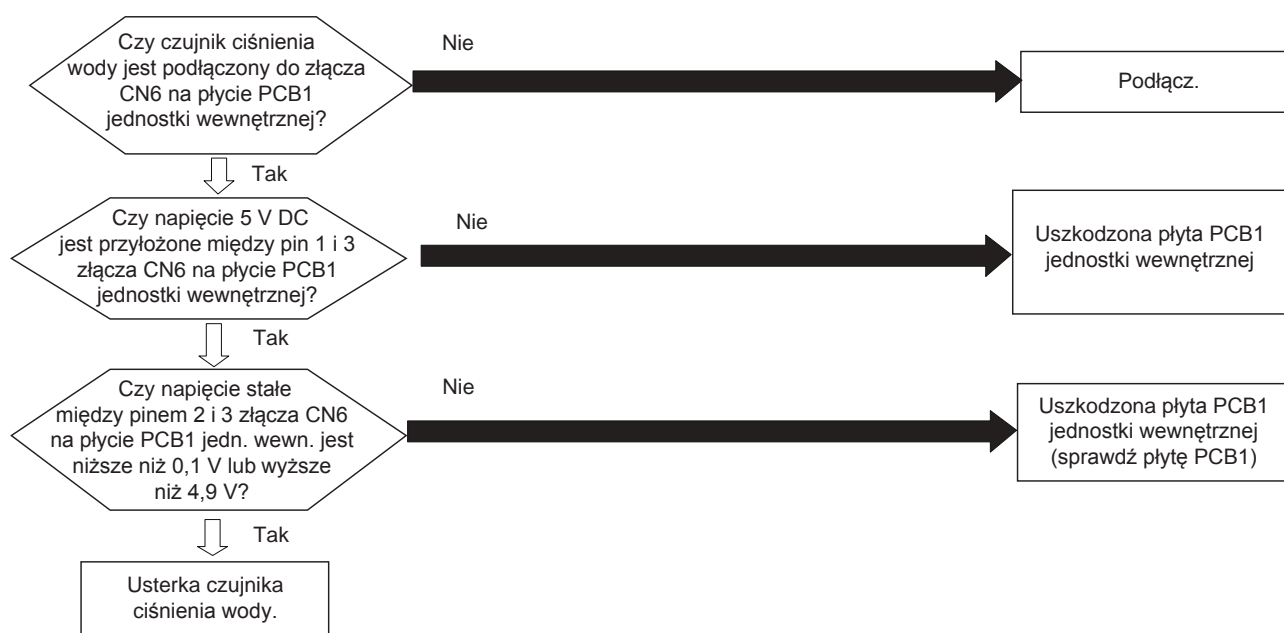 Czy czujnik ciśnienia
wody jest podłączony do złącza
CN6 na płycie PCB1
jednostki wewnętrznej?
Nie
Podłącz.
Tak
Czy napięcie 5 V DC
jest przyłożone między pin 1 i 3
złącza CN6 na płycie PCB1
jednostki wewnętrznej?
Nie
Uszkodzona płyta PCB1
jednostki wewnętrznej
Tak
Czy napięcie stałe
między pinem 2 i 3 złącza CN6
na płycie PCB1 jedn. wewn. jest
niższe niż 0,1 V lub wyższe
niż 4,9 V?
Nie
Uszkodzona płyta PCB1
jednostki wewnętrznej
(sprawdź płytę PCB1)
Tak
Usterka czujnika
ciśnienia wody.